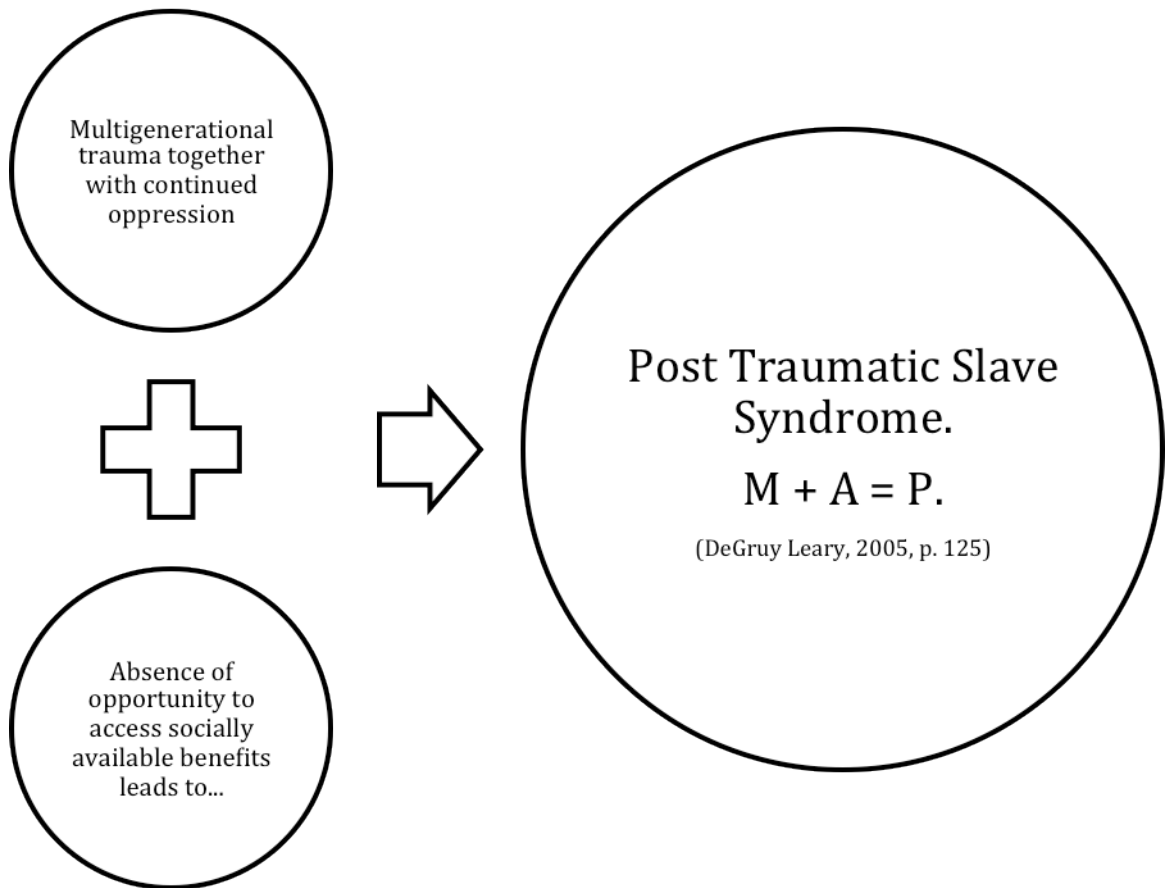 Multigenerational
trauma together
with continued
oppression
Absence of
opportunity to
access socially
available benefits
leads to...
Post Traumatic Slave
Syndrome.
M + A = P.
(DeGruy Leary, 2005, p. 125)